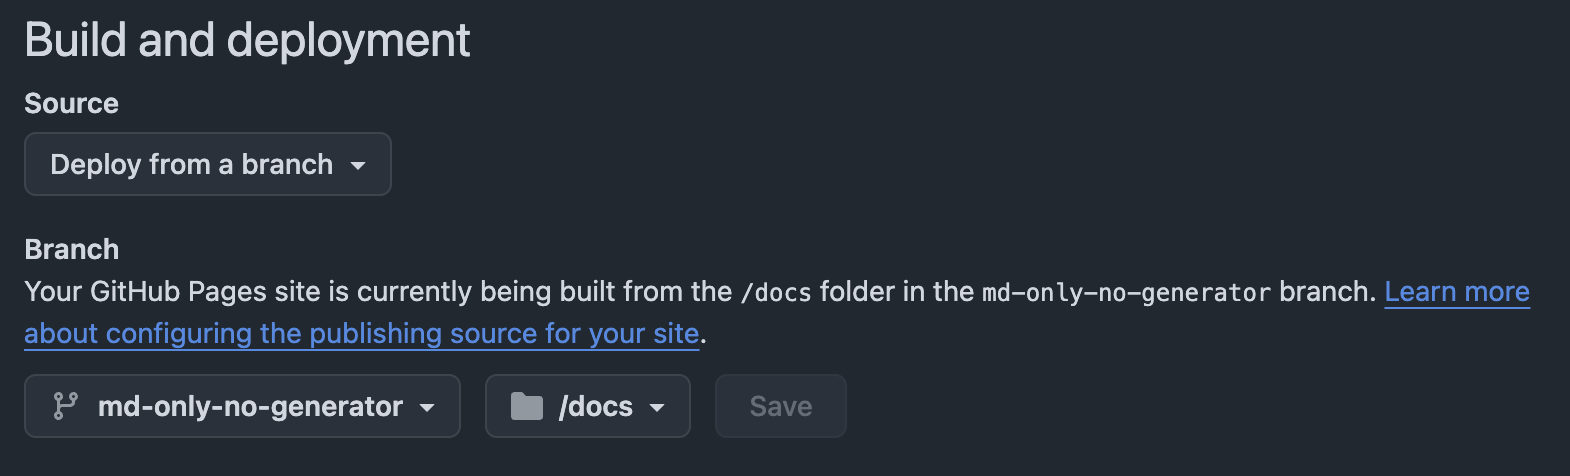 Build and deployment
Source
Deploy from a branch
Branch
Your GitHub Pages site is currently being built from the /docs folder in the md-only-no-generator branch. Learn more
about configuring the publishing source for your site.
md-only-no-generator /docs Save